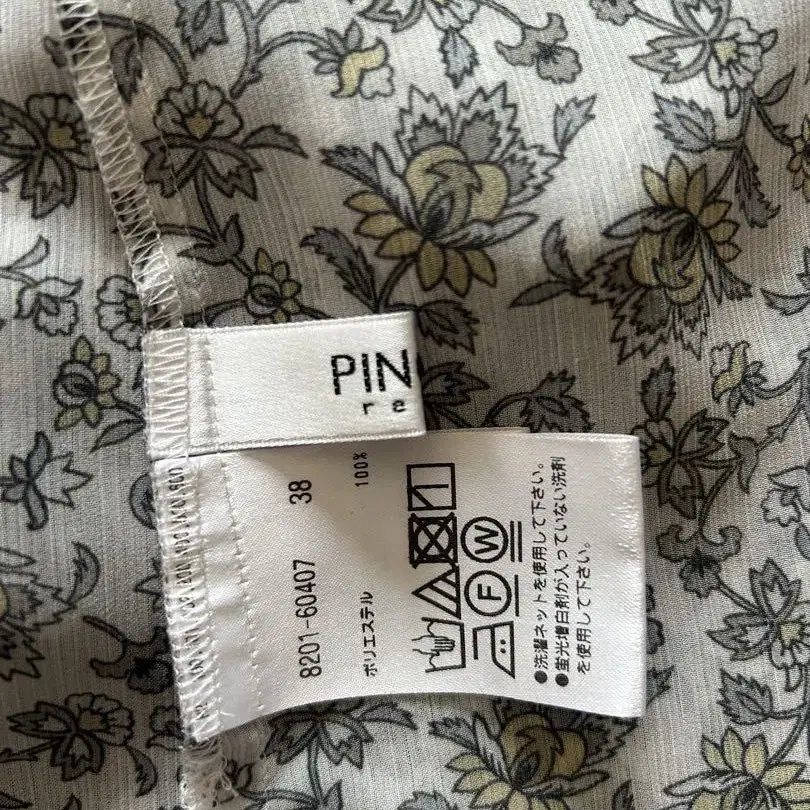 PIN
re
8201-60407 38
ポリエステル 100%
F W
●洗濯ネットを使用して下さい。
●蛍光増白剤が入っていない洗剤
を使用して下さい。